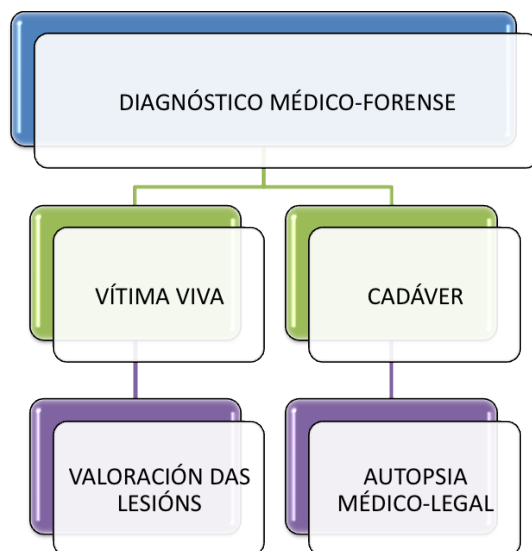 DIAGNÓSTICO MÉDICO-FORENSE
VÍTIMA VIVA
CADÁVER
VALORACIÓN DAS
LESIÓNS
AUTOPSIA
MÉDICO-LEGAL